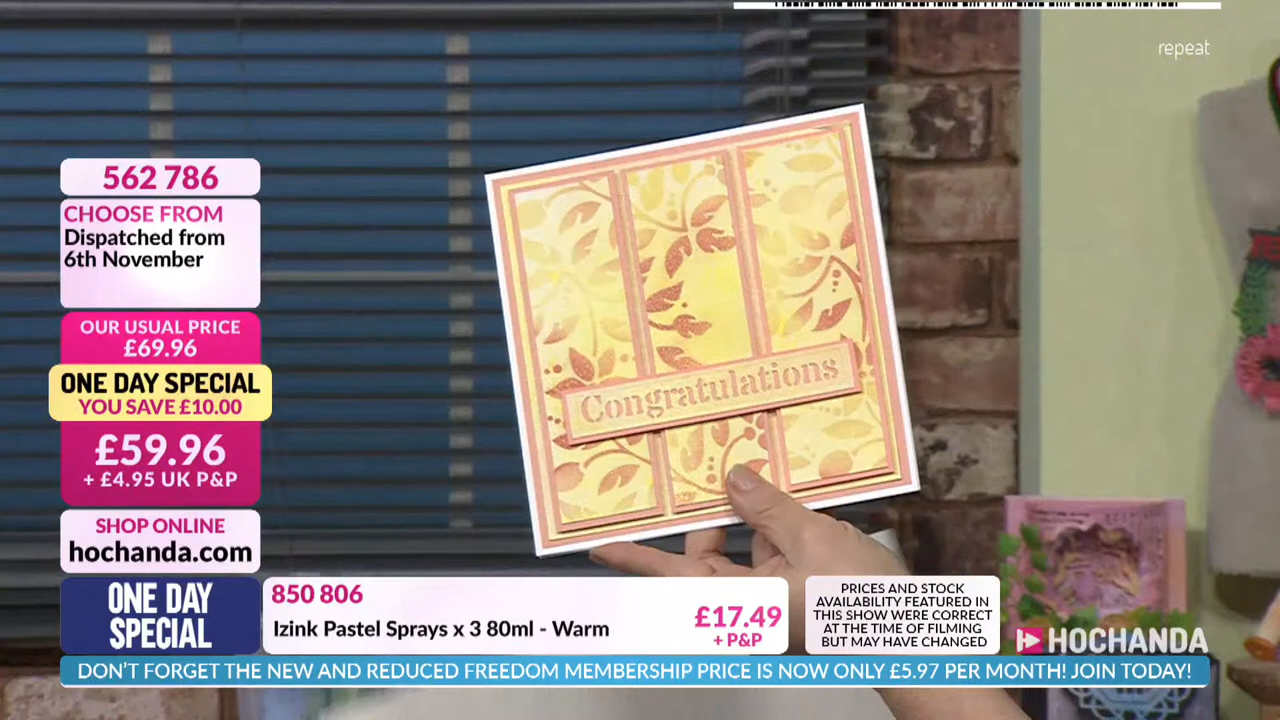 repeat
562 786
CHOOSE FROM
Dispatched from
6th November
OUR USUAL PRICE
£69.96
ONE DAY SPECIAL
YOU SAVE £10.00
£59.96
+ £4.95 UK P&P
SHOP ONLINE
hochanda.com
Congratulations
ONE DAY
SPECIAL
850 806
Izink Pastel Sprays x 3 80ml - Warm
£17.49
+ P&P
PRICES AND STOCK
AVAILABILITY FEATURED IN
THIS SHOW WERE CORRECT
AT THE TIME OF FILMING
BUT MAY HAVE CHANGED
HOCHANDA
DON'T FORGET THE NEW AND REDUCED FREEDOM MEMBERSHIP PRICE IS NOW ONLY £5.97 PER MONTH! JOIN TODAY!